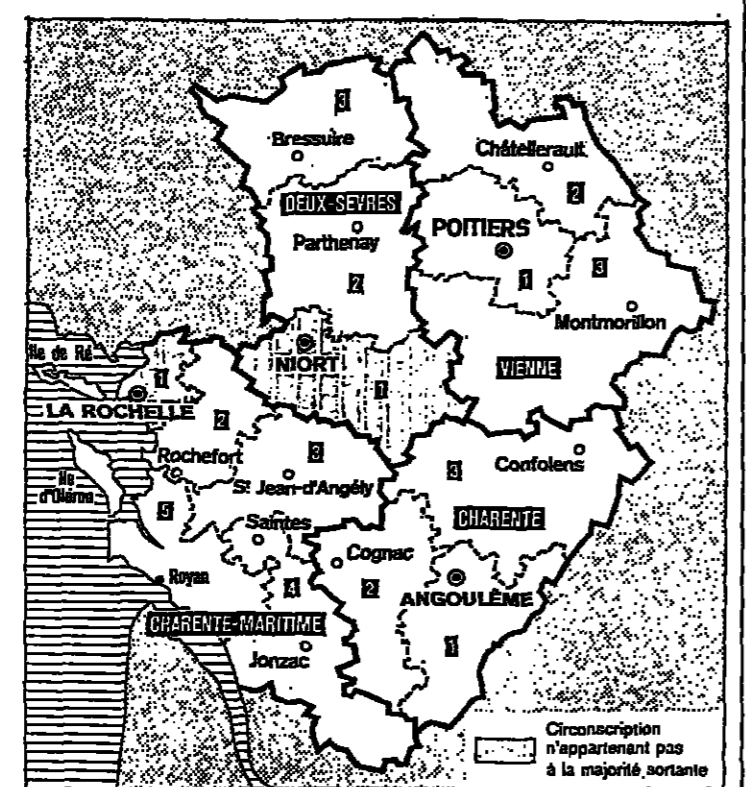 3
Bressuire
Châtellerault
2
DEUX-SEVRES
POITIERS
Parthenay
3
1
2
Montmorillon
Ile de Ré
NIORT
VIENNE
1
1
LA ROCHELLE
2
Rochefort
3
3
Confolens
Ile
d'Oléron
St Jean-d'Angély
5
CHARENTE
Saintes
Cognac
Royan
4
2
ANGOULÊME
CHARENTE-MARITIME
Jonzac
1
Circonscription
n'appartenant pas
à la majorité sortante